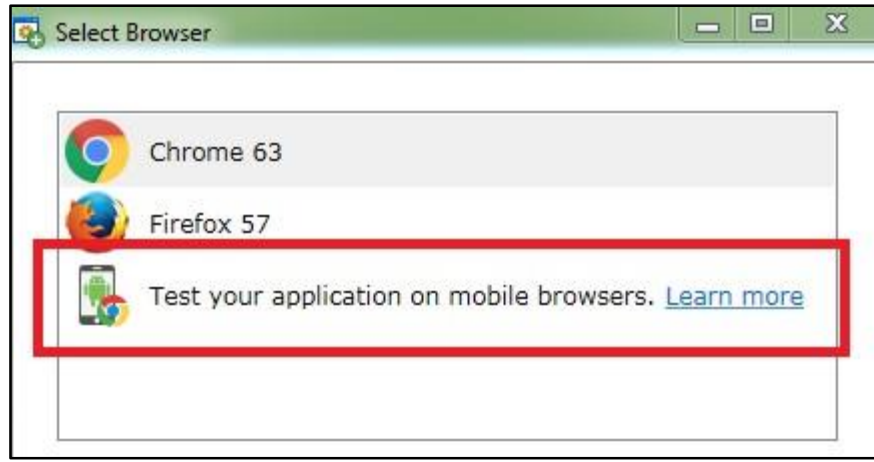 Select Browser
Chrome 63
Firefox 57
Test your application on mobile browsers. Learn more